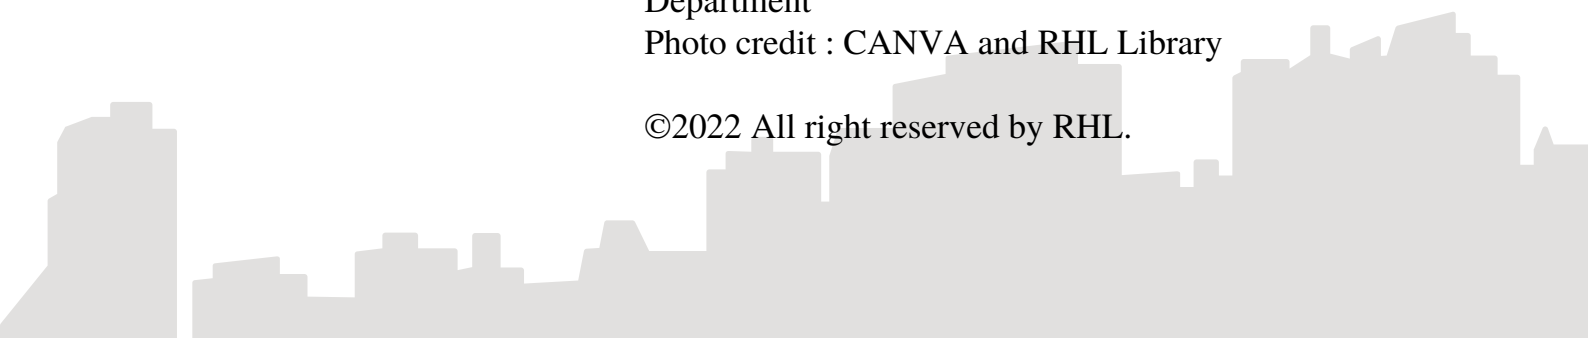 Department
Photo credit : CANVA and RHL Library
©2022 All right reserved by RHL.